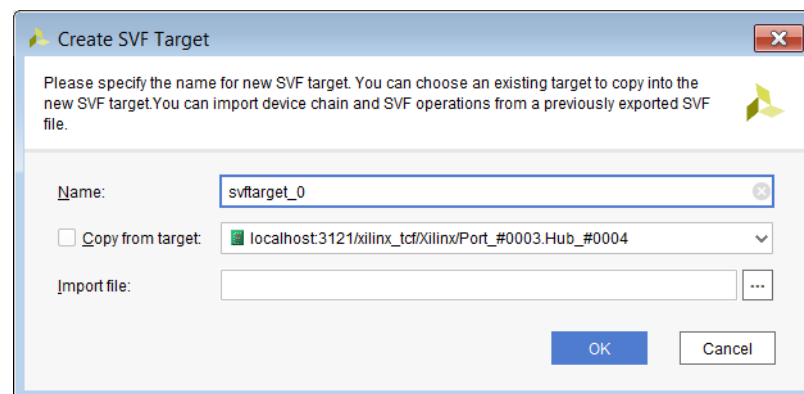 Create SVF Target
Please specify the name for new SVF target. You can choose an existing target to copy into the
new SVF target.You can import device chain and SVF operations from a previously exported SVF
file.
Name: svftarget_0
Copy from target: localhost:3121/xilinx_tcf/Xilinx/Port_#0003.Hub_#0004
Import file: ...
OK Cancel